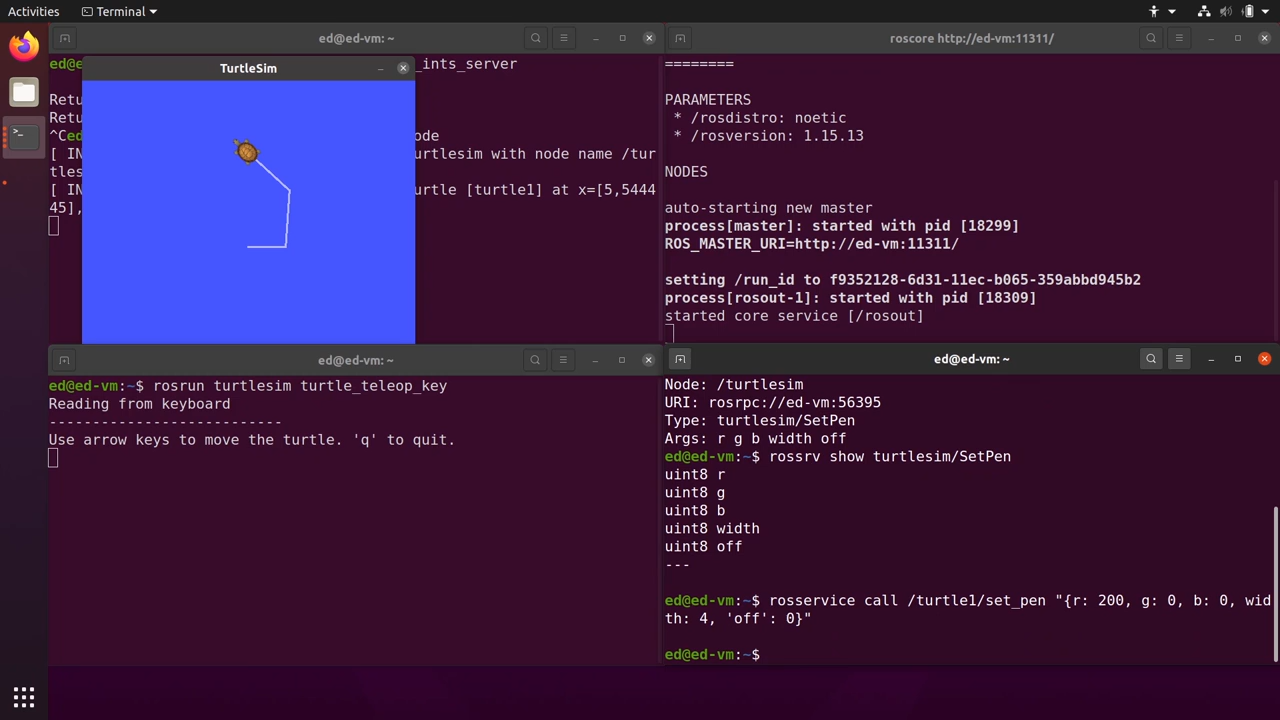 Activities
Terminal
ed@ed-vm: ~
ed@e
_ints_server
Retu
Retu
^Ced
ode
[ IN
urtlesim with node name /tur
tles
[ IN
urtle [turtle1] at x=[5,5444
45],
TurtleSim
roscore http://ed-vm:11311/
========
PARAMETERS
* /rosdistro: noetic
* /rosversion: 1.15.13
NODES
auto-starting new master
process[master]: started with pid [18299]
ROS_MASTER_URI=http://ed-vm:11311/
setting /run_id to f9352128-6d31-11ec-b065-359abbd945b2
process[rosout-1]: started with pid [18309]
started core service [/rosout]
ed@ed-vm: ~
ed@ed-vm:~$ rosrun turtlesim turtle_teleop_key
Reading from keyboard
---------------------------
Use arrow keys to move the turtle. 'q' to quit.
ed@ed-vm: ~
Node: /turtlesim
URI: rosrpc://ed-vm:56395
Type: turtlesim/SetPen
Args: r g b width off
ed@ed-vm:~$ rossrv show turtlesim/SetPen
uint8 r
uint8 g
uint8 b
uint8 width
uint8 off
---
ed@ed-vm:~$ rosservice call /turtle1/set_pen "{r: 200, g: 0, b: 0, wid
th: 4, 'off': 0}"
ed@ed-vm:~$